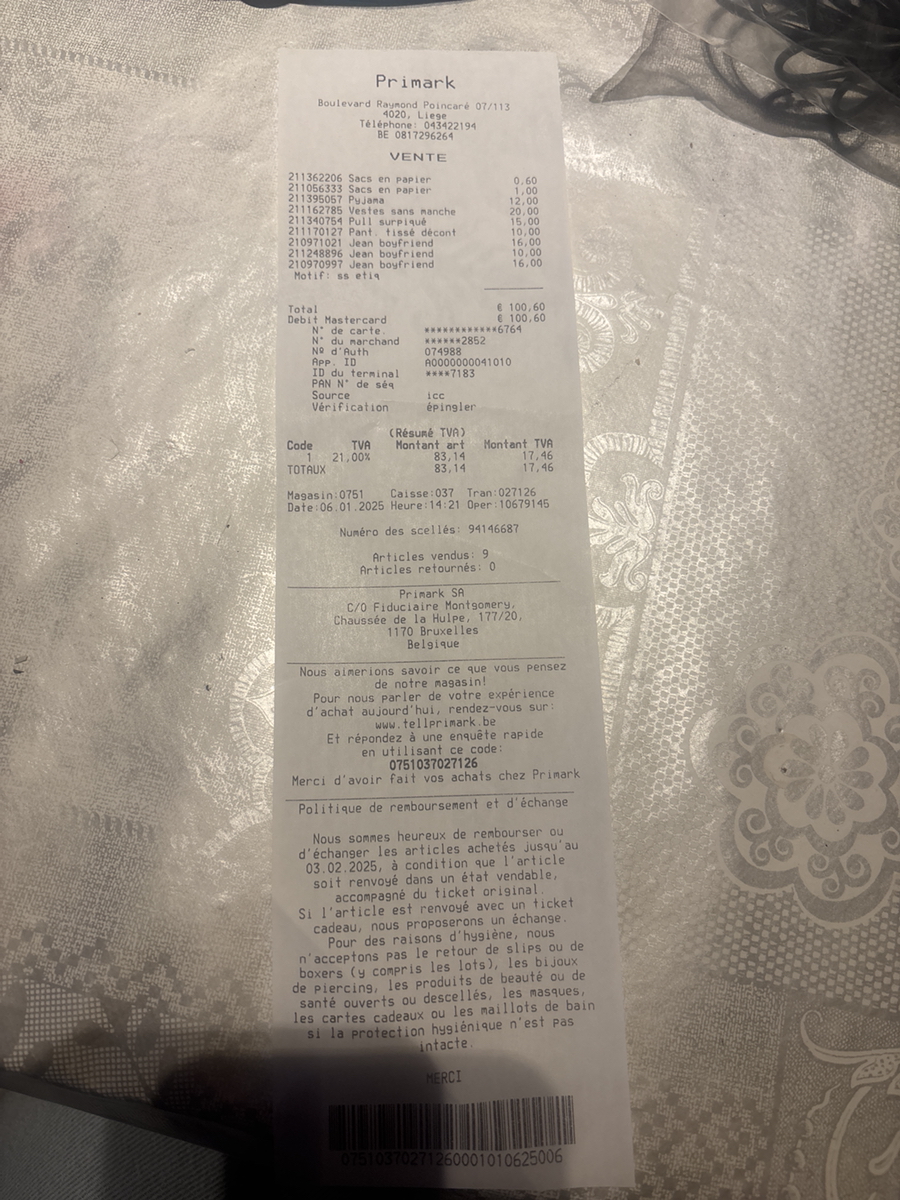 Primark
Boulevard Raymond Poincaré 07/113
4020, Liege
Téléphone: 043422194
BE 0817296264
VENTE
211362206 Sacs en papier 0,60
211056333 Sacs en papier 1,00
211395057 Pyjama 12,00
211162785 Vestes sans manche 20,00
211340754 Pull surpiqué 15,00
211170127 Pant. tissé décont 10,00
210971021 Jean boyfriend 16,00
211248896 Jean boyfriend 10,00
210970997 Jean boyfriend 16,00
Motif: ss etiq
Total € 100,60
Debit Mastercard € 100,60
N° de carte. ************6764
N° du marchand ******2852
Nº d'Auth 074988
App. ID A0000000041010
ID du terminal ****7183
PAN N° de séq
Source icc
Vérification épingler
(Résumé TVA)
Code TVA Montant art Montant TVA
1 21,00% 83,14 17,46
TOTAUX 83,14 17,46
Magasin:0751 Caisse:037 Tran:027126
Date:06.01.2025 Heure:14:21 Oper:10679145
Numéro des scellés: 94146687
Articles vendus: 9
Articles retournés: 0
Primark SA
C/O Fiduciaire Montgomery,
Chaussée de la Hulpe, 177/20,
1170 Bruxelles
Belgique
Nous aimerions savoir ce que vous pensez
de notre magasin!
Pour nous parler de votre expérience
d'achat aujourd'hui, rendez-vous sur:
www.tellprimark.be
Et répondez à une enquête rapide
en utilisant ce code:
0751037027126
Merci d'avoir fait vos achats chez Primark
Politique de remboursement et d'échange
Nous sommes heureux de rembourser ou
d'échanger les articles achetés jusqu'au
03.02.2025, à condition que l'article
soit renvoyé dans un état vendable,
accompagné du ticket original.
Si l'article est renvoyé avec un ticket
cadeau, nous proposerons un échange.
Pour des raisons d'hygiène, nous
n'acceptons pas le retour de slips ou de
boxers (y compris les lots), les bijoux
de piercing, les produits de beauté ou de
santé ouverts ou descellés, les masques,
les cartes cadeaux ou les maillots de bain
si la protection hygiénique n'est pas
intacte.
MERCI
07510370271260001010625006